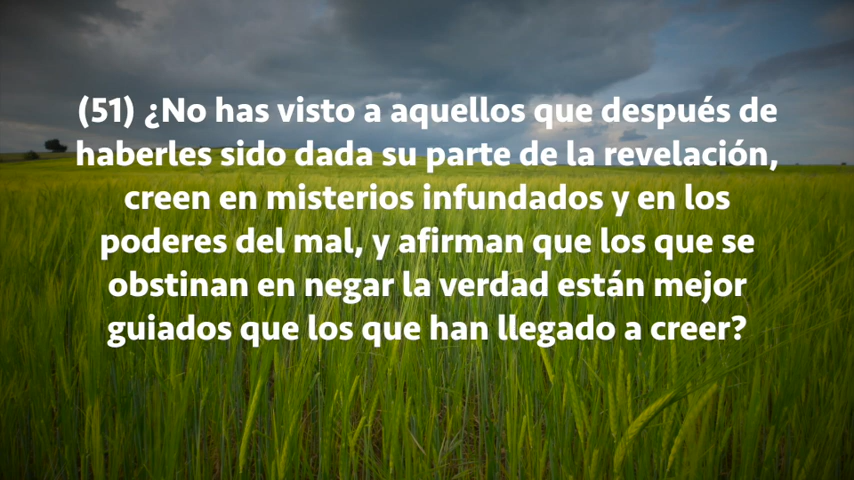 (51) ¿No has visto a aquellos que después de
haberles sido dada su parte de la revelación,
creen en misterios infundados y en los
poderes del mal, y afirman que los que se
obstinan en negar la verdad están mejor
guiados que los que han llegado a creer?